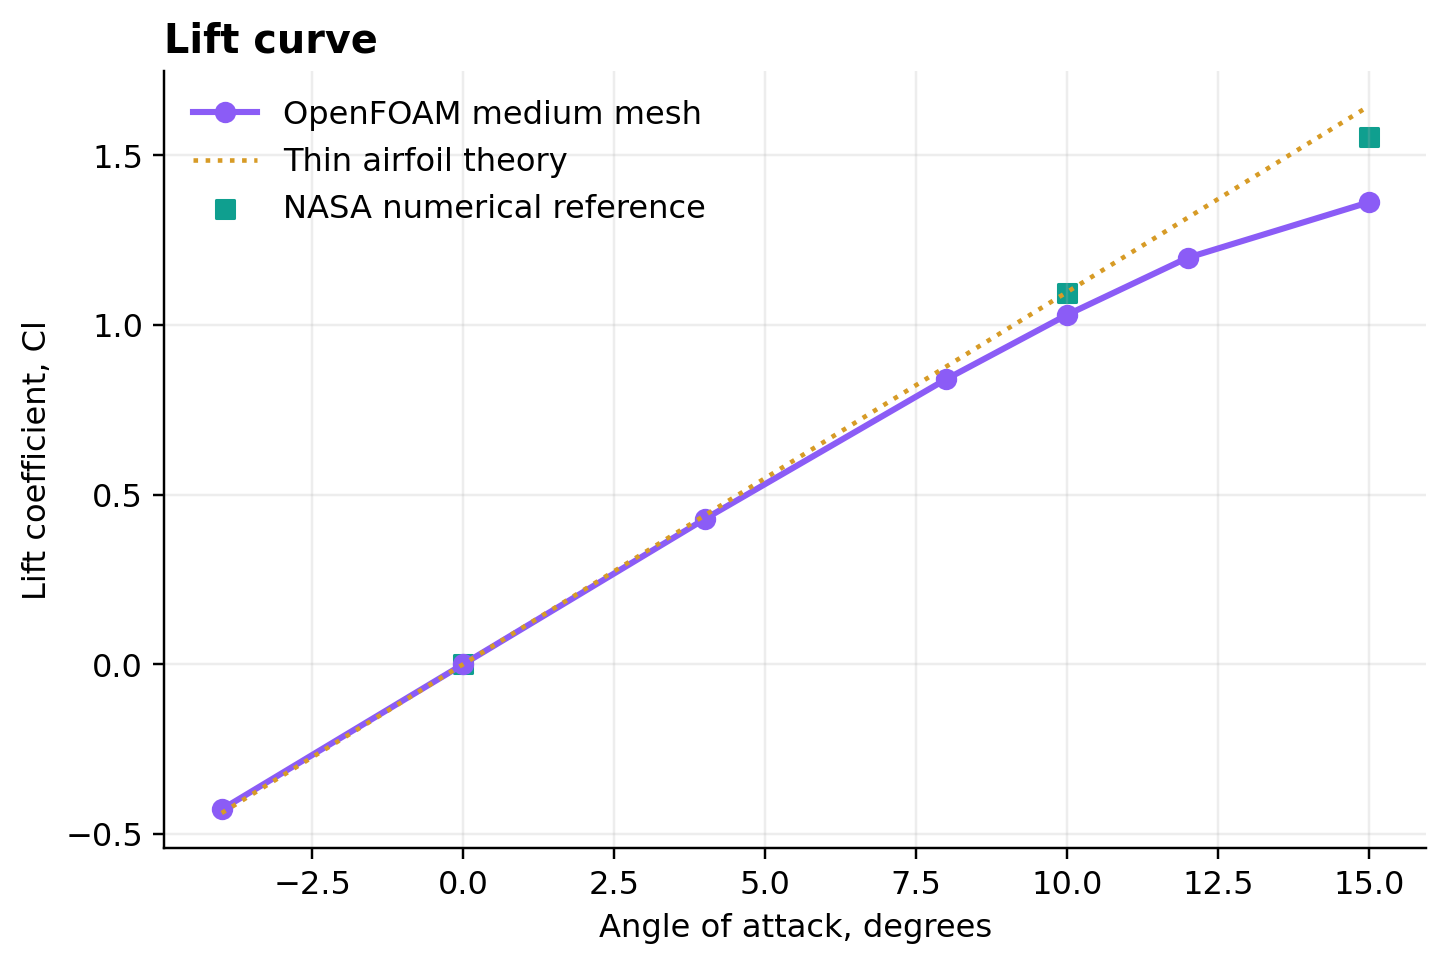 Lift curve
OpenFOAM medium mesh
Thin airfoil theory
NASA numerical reference
1.5
1.0
0.5
0.0
−0.5
Lift coefficient, Cl
−2.5 0.0 2.5 5.0 7.5 10.0 12.5 15.0
Angle of attack, degrees